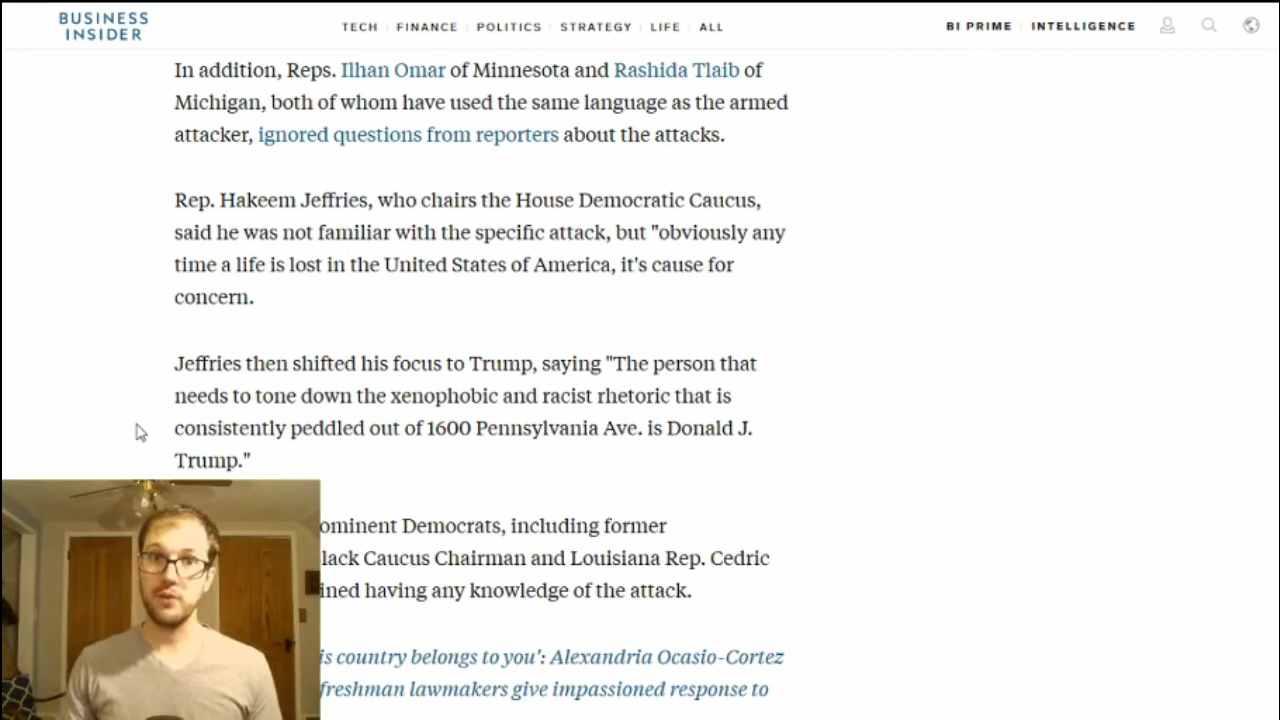 BUSINESS
INSIDER
TECH FINANCE POLITICS STRATEGY LIFE ALL
BI PRIME INTELLIGENCE
In addition, Reps. Ilhan Omar of Minnesota and Rashida Tlaib of
Michigan, both of whom have used the same language as the armed
attacker, ignored questions from reporters about the attacks.
Rep. Hakeem Jeffries, who chairs the House Democratic Caucus,
said he was not familiar with the specific attack, but "obviously any
time a life is lost in the United States of America, it's cause for
concern.
Jeffries then shifted his focus to Trump, saying "The person that
needs to tone down the xenophobic and racist rhetoric that is
consistently peddled out of 1600 Pennsylvania Ave. is Donald J.
Trump."
ominent Democrats, including former
lack Caucus Chairman and Louisiana Rep. Cedric
ined having any knowledge of the attack.
is country belongs to you': Alexandria Ocasio-Cortez
freshman lawmakers give impassioned response to